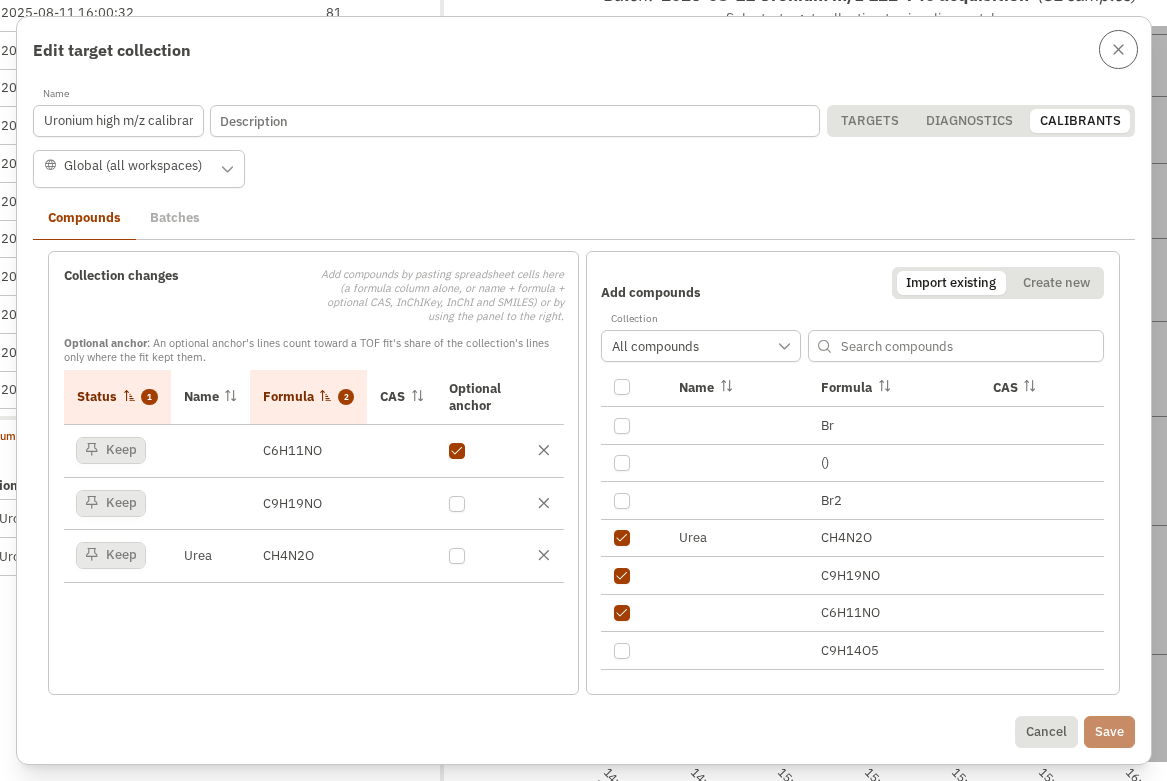 2025-08-11 16:00:32 81
Edit target collection
Name
Uronium high m/z calibrar
Description
TARGETS DIAGNOSTICS CALIBRANTS
Global (all workspaces)
Compounds Batches
Collection changes
Add compounds by pasting spreadsheet cells here
(a formula column alone, or name + formula +
optional CAS, InChIKey, InChI and SMILES) or by
using the panel to the right.
Optional anchor: An optional anchor's lines count toward a TOF fit's share of the collection's lines
only where the fit kept them.
Status 1 Name Formula 2 CAS Optional
anchor
Keep C6H11NO
Keep C9H19NO
Keep Urea CH4N2O
Add compounds
Import existing Create new
Collection
All compounds
Search compounds
Name Formula CAS
Br
()
Br2
Urea CH4N2O
C9H19NO
C6H11NO
C9H14O5
Cancel Save